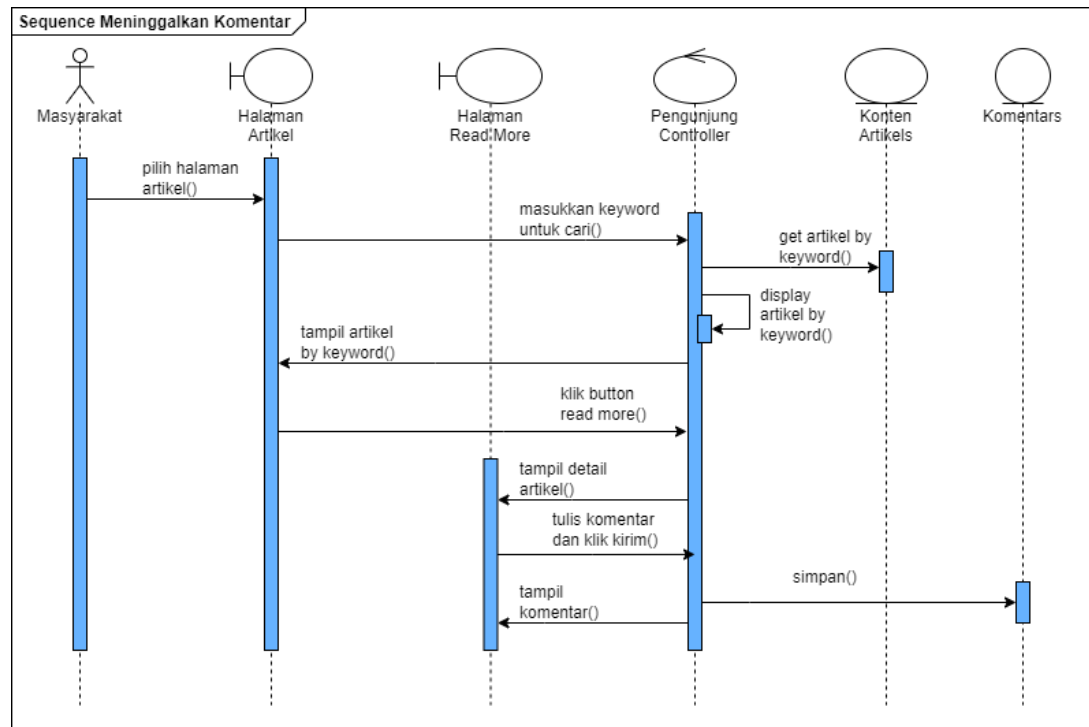 Sequence Meninggalkan Komentar
Masyarakat
Halaman
Artikel
Halaman
Read More
Pengunjung
Controller
Konten
Artikels
Komentars
pilih halaman
artikel()
masukkan keyword
untuk cari()
get artikel by
keyword()
display
artikel by
keyword()
tampil artikel
by keyword()
klik button
read more()
tampil detail
artikel()
tulis komentar
dan klik kirim()
simpan()
tampil
komentar()